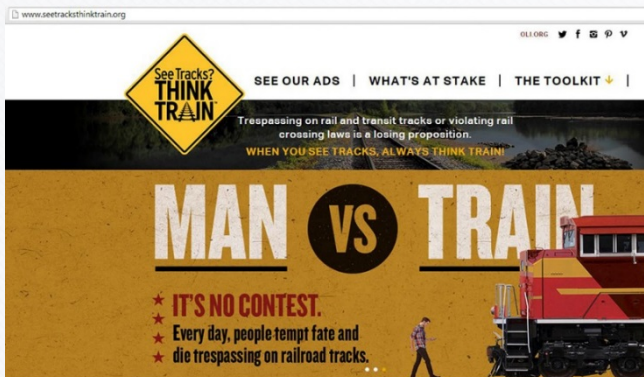 www.seetracksthinktrain.org
OLI.ORG
See Tracks?
THINK
TRAIN
SEE OUR ADS | WHAT'S AT STAKE | THE TOOLKIT |
Trespassing on rail and transit tracks or violating rail
crossing laws is a losing proposition.
WHEN YOU SEE TRACKS, ALWAYS THINK TRAIN!
MAN VS TRAIN
IT'S NO CONTEST.
Every day, people tempt fate and
die trespassing on railroad tracks.